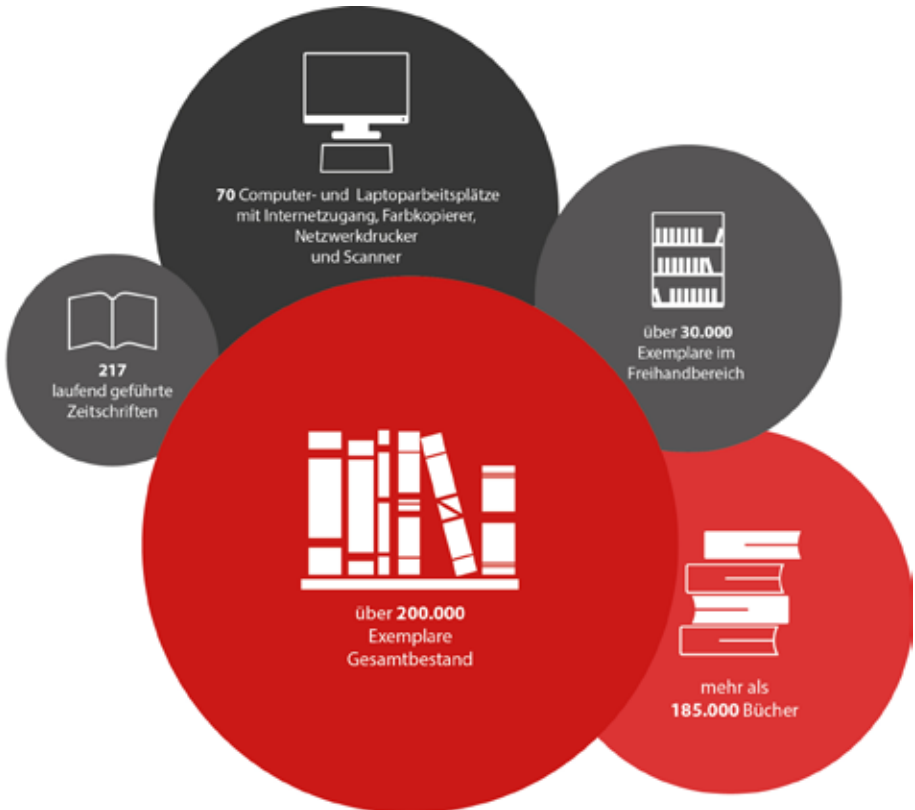 70 Computer- und Laptoparbeitsplätze
mit Internetzugang, Farbkopierer,
Netzwerkdrucker
und Scanner
217
laufend geführte
Zeitschriften
über 30.000
Exemplare im
Freihandbereich
über 200.000
Exemplare
Gesamtbestand
mehr als
185.000 Bücher